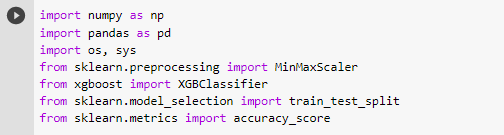 import numpy as np
import pandas as pd
import os, sys
from sklearn.preprocessing import MinMaxScaler
from xgboost import XGBClassifier
from sklearn.model_selection import train_test_split
from sklearn.metrics import accuracy_score